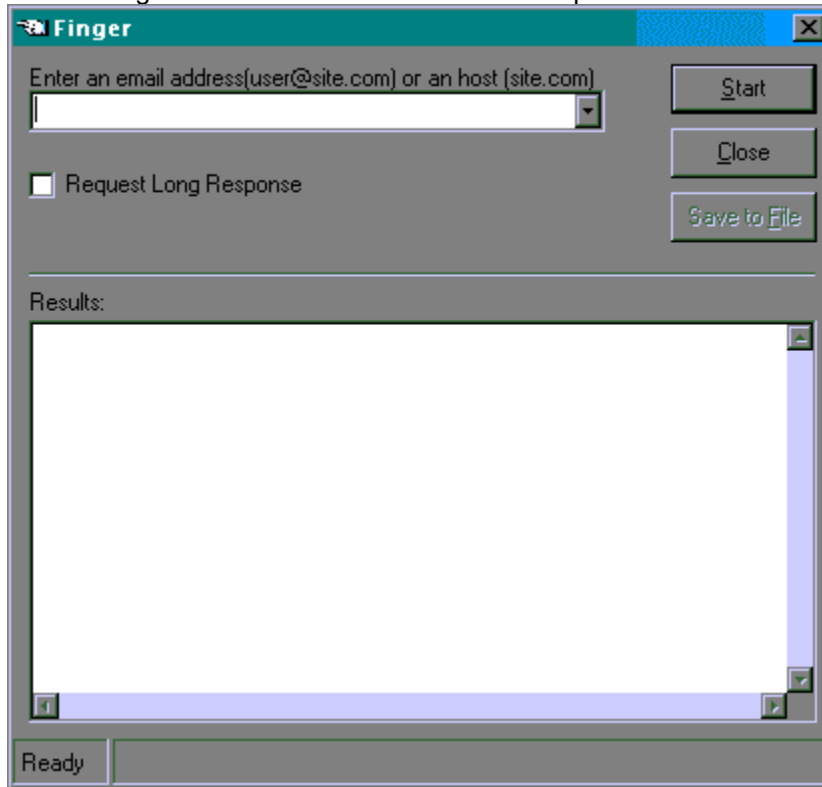 Finger
Enter an email address(user@site.com) or an host (site.com)
Start
Close
Request Long Response
Save to File
Results:
Ready